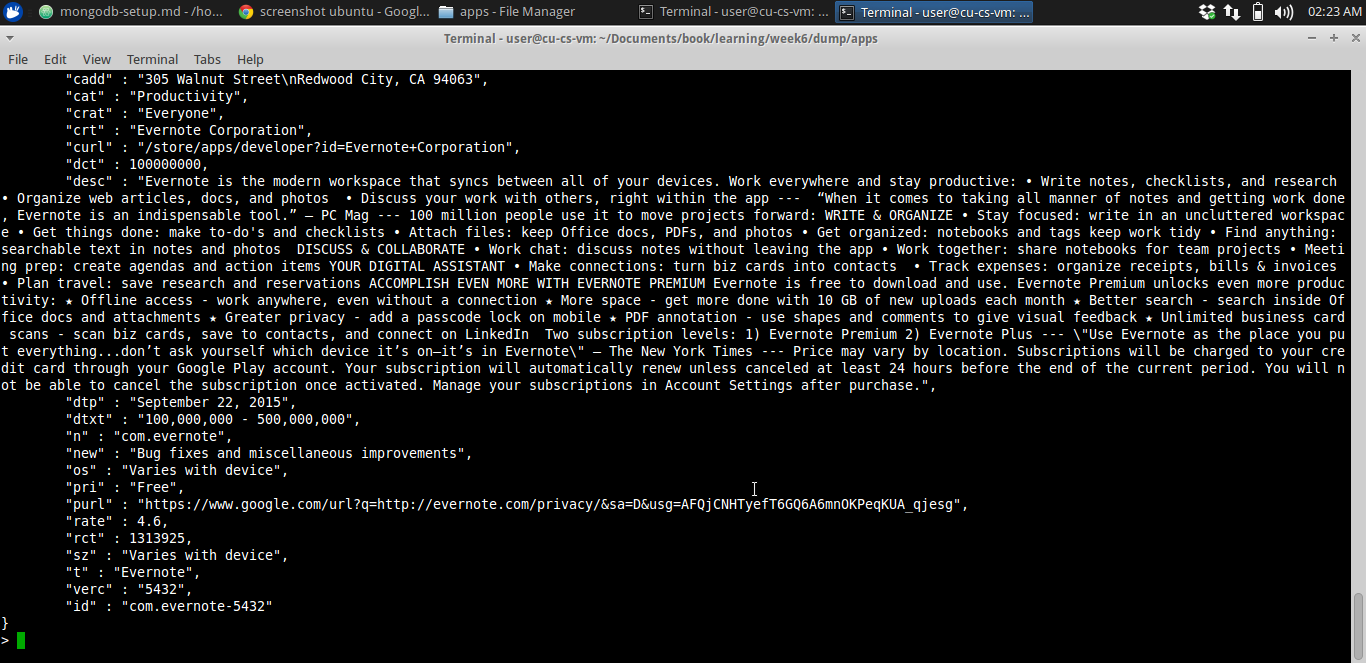 mongodb-setup.md - /ho...
screenshot ubuntu - Googl...
apps - File Manager
Terminal - user@cu-cs-vm: ...
Terminal - user@cu-cs-vm: ...
02:23 AM
Terminal - user@cu-cs-vm: ~/Documents/book/learning/week6/dump/apps
File Edit View Terminal Tabs Help
"cadd" : "305 Walnut Street\nRedwood City, CA 94063",
"cat" : "Productivity",
"crat" : "Everyone",
"crt" : "Evernote Corporation",
"curl" : "/store/apps/developer?id=Evernote+Corporation",
"dct" : 100000000,
"desc" : "Evernote is the modern workspace that syncs between all of your devices. Work everywhere and stay productive: • Write notes, checklists, and research
• Organize web articles, docs, and photos  • Discuss your work with others, right within the app ---  “When it comes to taking all manner of notes and getting work done
, Evernote is an indispensable tool.” – PC Mag --- 100 million people use it to move projects forward: WRITE & ORGANIZE • Stay focused: write in an uncluttered workspac
e • Get things done: make to-do's and checklists • Attach files: keep Office docs, PDFs, and photos • Get organized: notebooks and tags keep work tidy • Find anything:
searchable text in notes and photos  DISCUSS & COLLABORATE • Work chat: discuss notes without leaving the app • Work together: share notebooks for team projects • Meeti
ng prep: create agendas and action items YOUR DIGITAL ASSISTANT • Make connections: turn biz cards into contacts  • Track expenses: organize receipts, bills & invoices
• Plan travel: save research and reservations ACCOMPLISH EVEN MORE WITH EVERNOTE PREMIUM Evernote is free to download and use. Evernote Premium unlocks even more produc
tivity: ★ Offline access - work anywhere, even without a connection ★ More space - get more done with 10 GB of new uploads each month ★ Better search - search inside Of
fice docs and attachments ★ Greater privacy - add a passcode lock on mobile ★ PDF annotation - use shapes and comments to give visual feedback ★ Unlimited business card
 scans - scan biz cards, save to contacts, and connect on LinkedIn  Two subscription levels: 1) Evernote Premium 2) Evernote Plus --- \"Use Evernote as the place you pu
t everything...don’t ask yourself which device it’s on—it’s in Evernote\" – The New York Times --- Price may vary by location. Subscriptions will be charged to your cre
dit card through your Google Play account. Your subscription will automatically renew unless canceled at least 24 hours before the end of the current period. You will n
ot be able to cancel the subscription once activated. Manage your subscriptions in Account Settings after purchase.",
"dtp" : "September 22, 2015",
"dtxt" : "100,000,000 - 500,000,000",
"n" : "com.evernote",
"new" : "Bug fixes and miscellaneous improvements",
"os" : "Varies with device",
"pri" : "Free",
"purl" : "https://www.google.com/url?q=http://evernote.com/privacy/&sa=D&usg=AFQjCNHTyefT6GQ6A6mnOKPeqKUA_qjesg",
"rate" : 4.6,
"rct" : 1313925,
"sz" : "Varies with device",
"t" : "Evernote",
"verc" : "5432",
"id" : "com.evernote-5432"
}
>